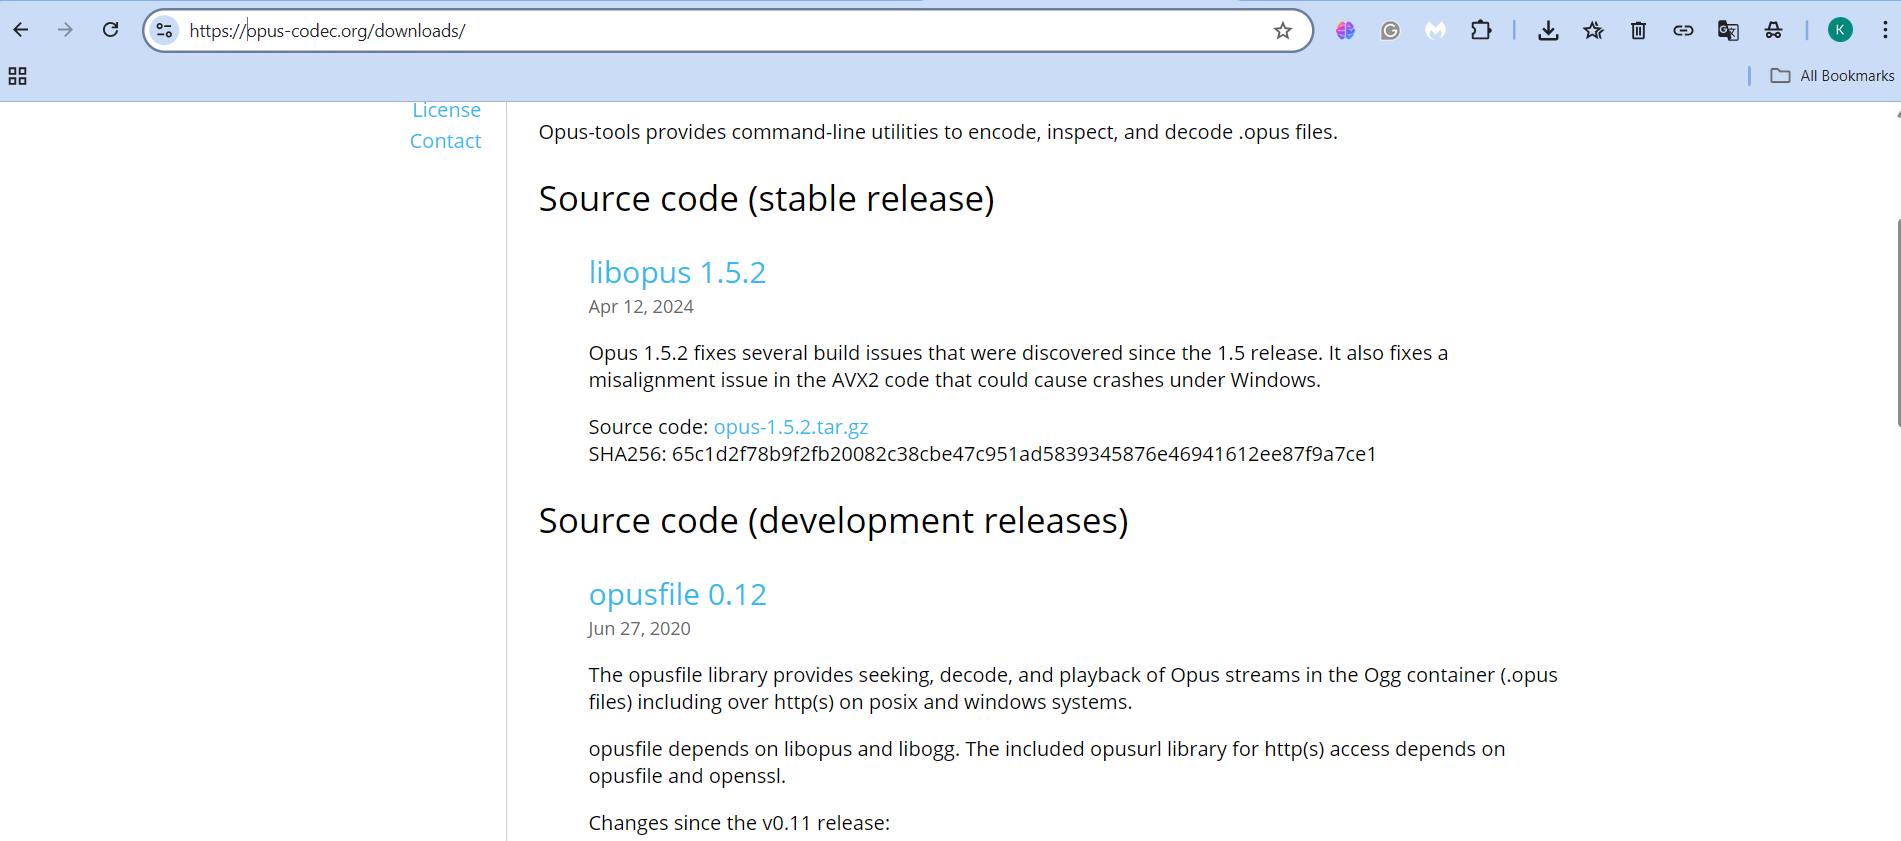 https://opus-codec.org/downloads/
K
All Bookmarks
License
Contact
Opus-tools provides command-line utilities to encode, inspect, and decode .opus files.
Source code (stable release)
libopus 1.5.2
Apr 12, 2024
Opus 1.5.2 fixes several build issues that were discovered since the 1.5 release. It also fixes a
misalignment issue in the AVX2 code that could cause crashes under Windows.
Source code: opus-1.5.2.tar.gz
SHA256: 65c1d2f78b9f2fb20082c38cbe47c951ad5839345876e46941612ee87f9a7ce1
Source code (development releases)
opusfile 0.12
Jun 27, 2020
The opusfile library provides seeking, decode, and playback of Opus streams in the Ogg container (.opus
files) including over http(s) on posix and windows systems.
opusfile depends on libopus and libogg. The included opusurl library for http(s) access depends on
opusfile and openssl.
Changes since the v0.11 release: